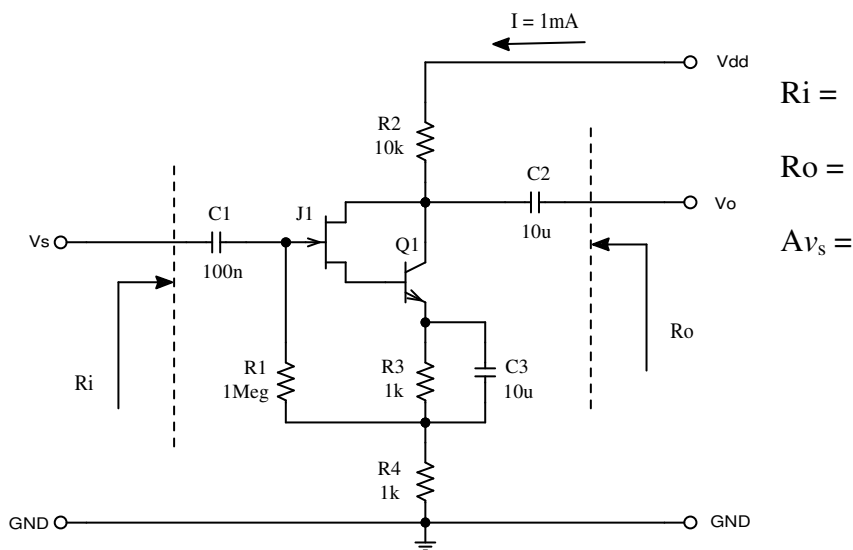 I = 1mA
Vdd
Ri =
R2
10k
Ro =
C2
C1
J1
Vo
Vs
Q1
10u
Avs =
100n
R1
1Meg
R3
1k
C3
10u
Ri
Ro
R4
1k
GND
GND